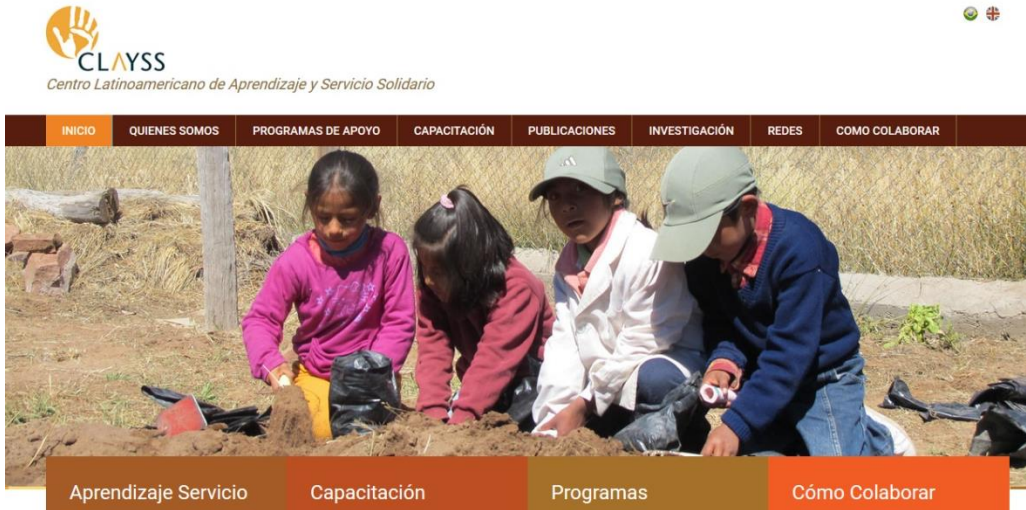 CLAYSS
Centro Latinoamericano de Aprendizaje y Servicio Solidario
INICIO QUIENES SOMOS PROGRAMAS DE APOYO CAPACITACIÓN PUBLICACIONES INVESTIGACIÓN REDES COMO COLABORAR
Aprendizaje Servicio Capacitación Programas Cómo Colaborar